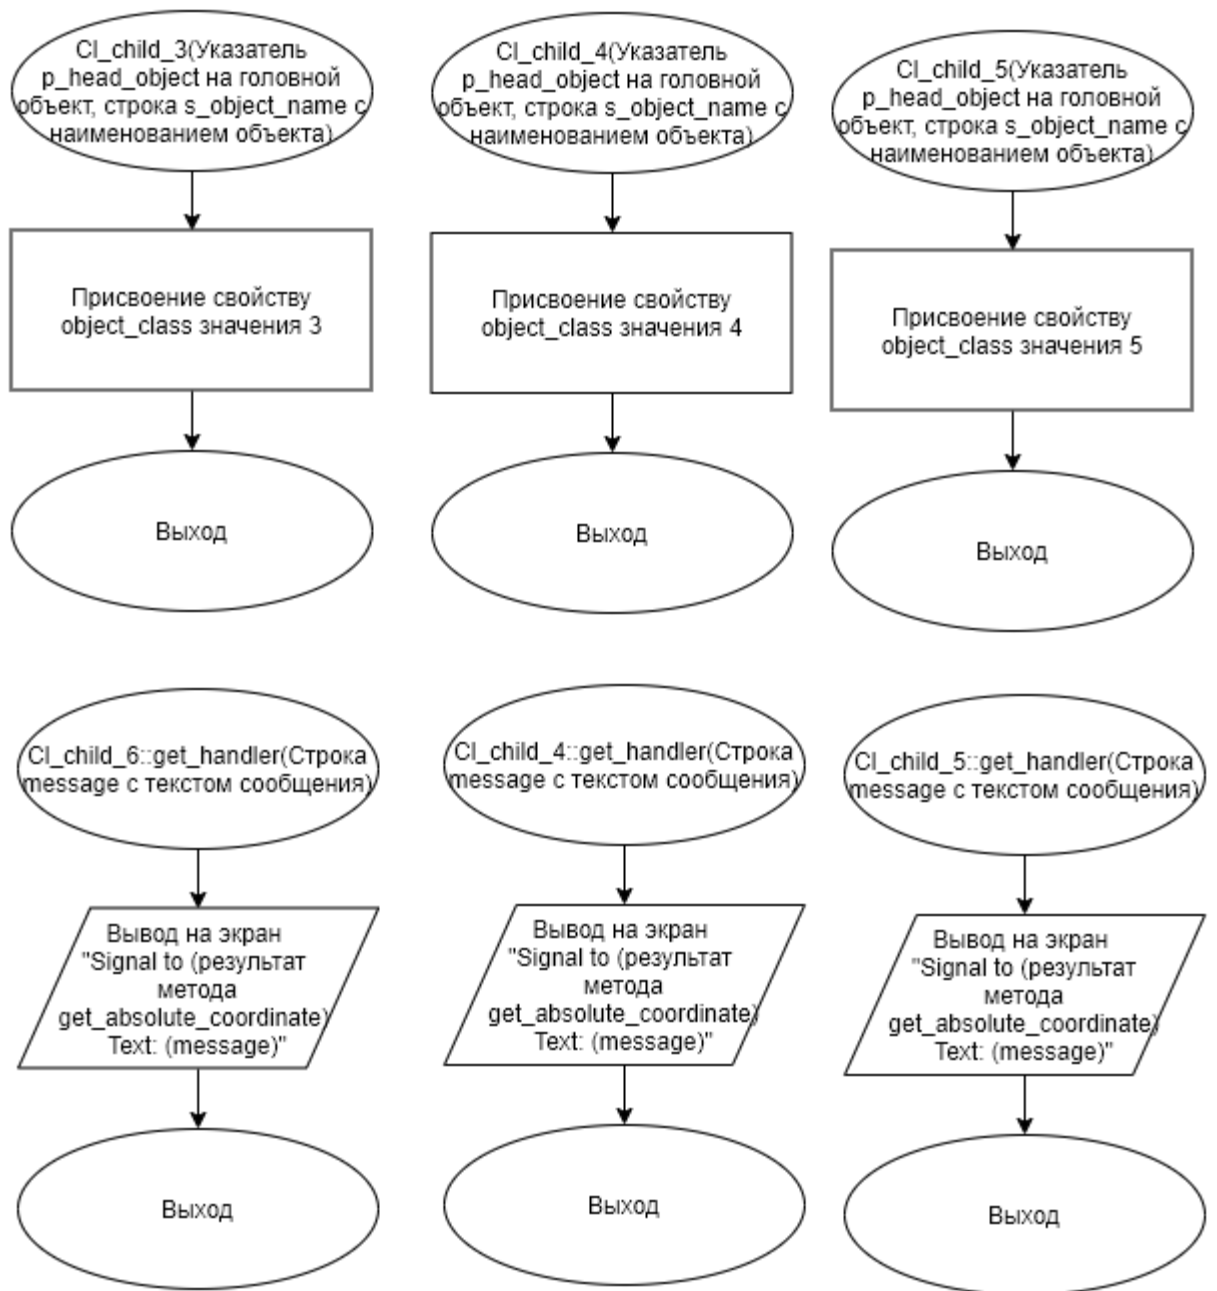 Cl_child_3(Указатель
p_head_object на головной
объект, строка s_object_name с
наименованием объекта)
Присвоение свойству
object_class значения 3
Выход
Cl_child_4(Указатель
p_head_object на головной
объект, строка s_object_name с
наименованием объекта)
Присвоение свойству
object_class значения 4
Выход
Cl_child_5(Указатель
p_head_object на головной
объект, строка s_object_name с
наименованием объекта)
Присвоение свойству
object_class значения 5
Выход
Cl_child_6::get_handler(Строка
message с текстом сообщения)
Вывод на экран
"Signal to (результат
метода
get_absolute_coordinate)
Text: (message)"
Выход
Cl_child_4::get_handler(Строка
message с текстом сообщения)
Вывод на экран
"Signal to (результат
метода
get_absolute_coordinate)
Text: (message)"
Выход
Cl_child_5::get_handler(Строка
message с текстом сообщения)
Вывод на экран
"Signal to (результат
метода
get_absolute_coordinate)
Text: (message)"
Выход